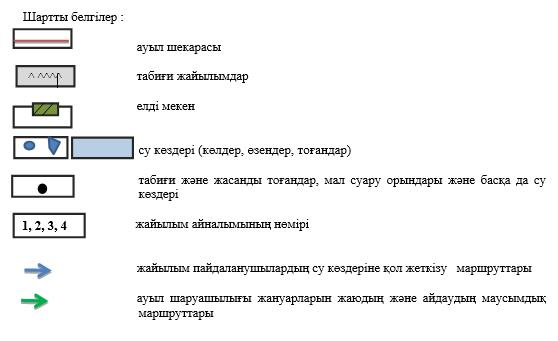 Шартты белгілер :
ауыл шекарасы
табиғи жайылымдар
елді мекен
су көздері (көлдер, өзендер, тоғандар)
табиғи және жасанды тоғандар, мал суару орындары және басқа да су
көздері
1, 2, 3, 4 жайылым айналымының нөмірі
жайылым пайдаланушылардың су көздеріне қол жеткізу маршруттары
ауыл шаруашылығы жануарларын жаюдың және айдаудың маусымдық
маршруттары